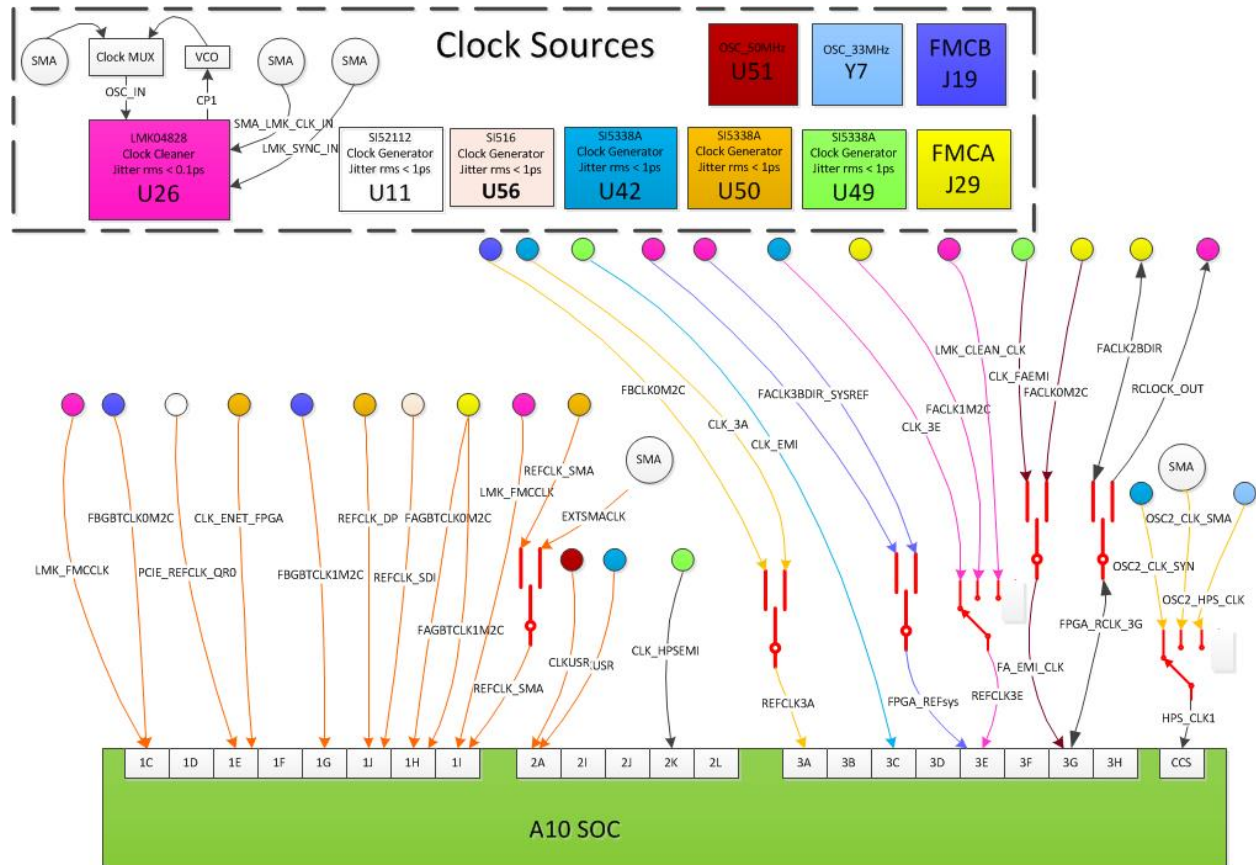 Clock Sources
SMA
Clock MUX
VCO
SMA
SMA
OSC_IN
CP1
SMA_LMK_CLK_IN
LMK_SYNC_IN
LMK04828
Clock Cleaner
Jitter rms < 0.1ps
U26
SI52112
Clock Generator
Jitter rms < 1ps
U11
SI516
Clock Generator
Jitter rms < 1ps
U56
SI5338A
Clock Generator
Jitter rms < 1ps
U42
SI5338A
Clock Generator
Jitter rms < 1ps
U50
SI5338A
Clock Generator
Jitter rms < 1ps
U49
OSC_50MHz
U51
OSC_33MHz
Y7
FMCB
J19
FMCA
J29
FBCLK0M2C
CLK_3A
CLK_EMI
FACLK3BDIR_SYSREF
CLK_3E
FACLK1M2C
LMK_CLEAN_CLK
CLK_FAEMI
FACLK0M2C
FACLK2BDIR
RCLOCK_OUT
LMK_FMCCLK
FBGBTCLK0M2C
PCIE_REFCLK_QR0
CLK_ENET_FPGA
FBGBTCLK1M2C
REFCLK_DP
REFCLK_SDI
FAGBTCLK0M2C
FAGBTCLK1M2C
LMK_FMCCLK
REFCLK_SMA
SMA
EXTSMACLK
REFCLK_SMA
CLKUSR
USR
CLK_HPSEMI
REFCLK3A
FPGA_REFsys
REFCLK3E
FA_EMI_CLK
FPGA_RCLK_3G
SMA
OSC2_CLK_SMA
OSC2_CLK_SYN
OSC2_HPS_CLK
HPS_CLK1
1C
1D
1E
1F
1G
1J
1H
1I
2A
2I
2J
2K
2L
3A
3B
3C
3D
3E
3F
3G
3H
CCS
A10 SOC